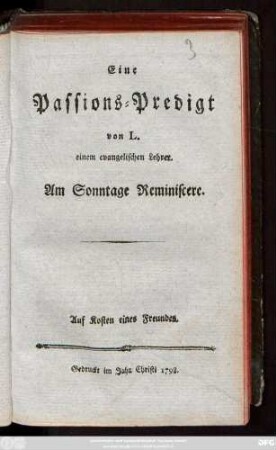 3
Eine
Passions-Predigt
von L.
einem evangelischen Lehrer.
Am Sonntage Reminiscere.
Auf Kosten eines Freundes.
Gedruckt im Jahr Christi 1798.